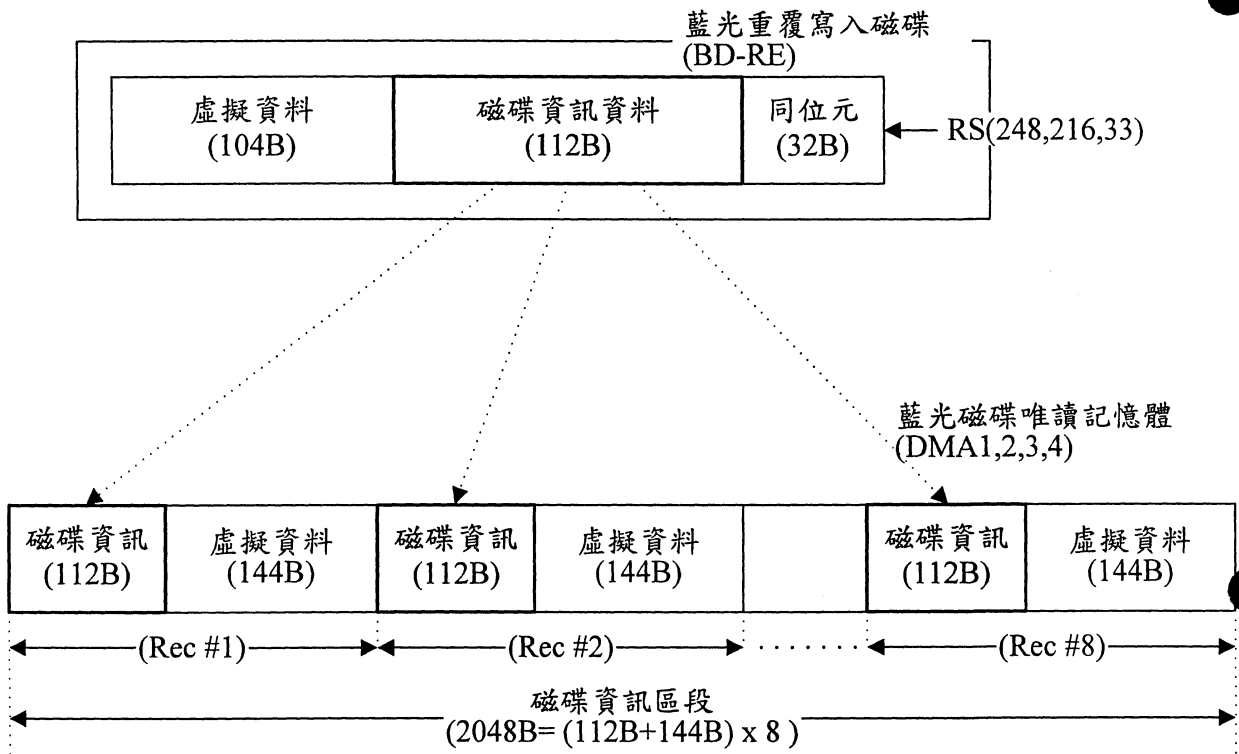 藍光重覆寫入磁碟
(BD-RE)
虛擬資料
(104B)
磁碟資訊資料
(112B)
同位元
(32B)
RS(248,216,33)
藍光磁碟唯讀記憶體
(DMA1,2,3,4)
磁碟資訊
(112B)
虛擬資料
(144B)
磁碟資訊
(112B)
虛擬資料
(144B)
磁碟資訊
(112B)
虛擬資料
(144B)
(Rec #1)
(Rec #2)
(Rec #8)
磁碟資訊區段
(2048B= (112B+144B) x 8 )